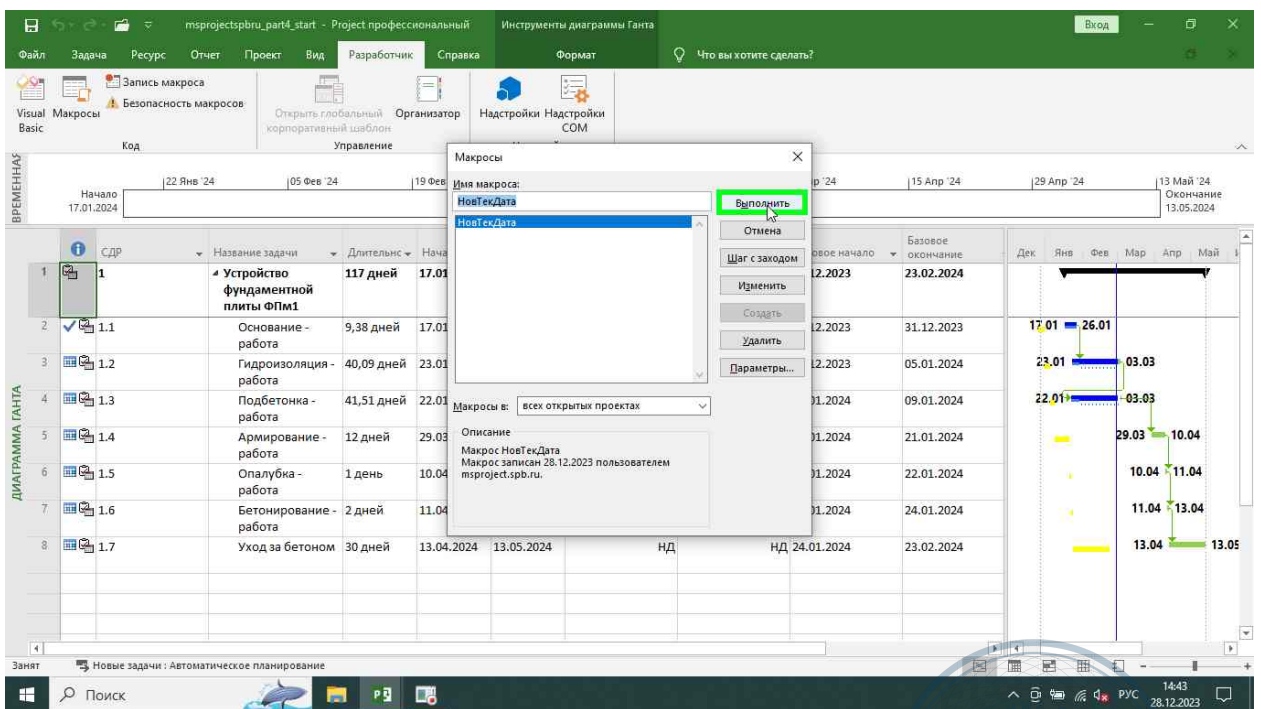 msprojectspbru_part4_start - Project профессиональный
Инструменты диаграммы Ганта
Вход
Файл Задача Ресурс Отчет Проект Вид Разработчик Справка Формат Что вы хотите сделать?
Visual Basic
Макросы
Запись макроса
Безопасность макросов
Открыть глобальный корпоративный шаблон
Организатор
Надстройки
Надстройки COM
Код
Управление
ВРЕМЕННАЯ
22 Янв '24
05 Фев '24
19 Фев
15 Апр '24
29 Апр '24
13 Май '24
Начало
17.01.2024
Окончание
13.05.2024
ДИАГРАММА ГАНТА
СДР Название задачи Длительнс Нача овое начало Базовое окончание Дек Янв Фев Мар Апр Май
1 1 Устройство фундаментной плиты ФПм1 117 дней 17.01 12.2023 23.02.2024
2 1.1 Основание - работа 9,38 дней 17.01 12.2023 31.12.2023 17.01 26.01
3 1.2 Гидроизоляция - работа 40,09 дней 23.01 12.2023 05.01.2024 23.01 03.03
4 1.3 Подбетонка - работа 41,51 дней 22.01 01.2024 09.01.2024 22.01 03.03
5 1.4 Армирование - работа 12 дней 29.03 01.2024 21.01.2024 29.03 10.04
6 1.5 Опалубка - работа 1 день 10.04 01.2024 22.01.2024 10.04 11.04
7 1.6 Бетонирование - работа 2 дней 11.04 01.2024 24.01.2024 11.04 13.04
8 1.7 Уход за бетоном 30 дней 13.04.2024 13.05.2024 НД НД 24.01.2024 23.02.2024 13.04 13.05
Макросы
Имя макроса:
НовТекДата
НовТекДата
Выполнить
Отмена
Шаг с заходом
Изменить
Создать
Удалить
Параметры...
Макросы в: всех открытых проектах
Описание
Макрос НовТекДата
Макрос записан 28.12.2023 пользователем
msproject.spb.ru.
Занят Новые задачи : Автоматическое планирование
Поиск
РУС
14:43
28.12.2023